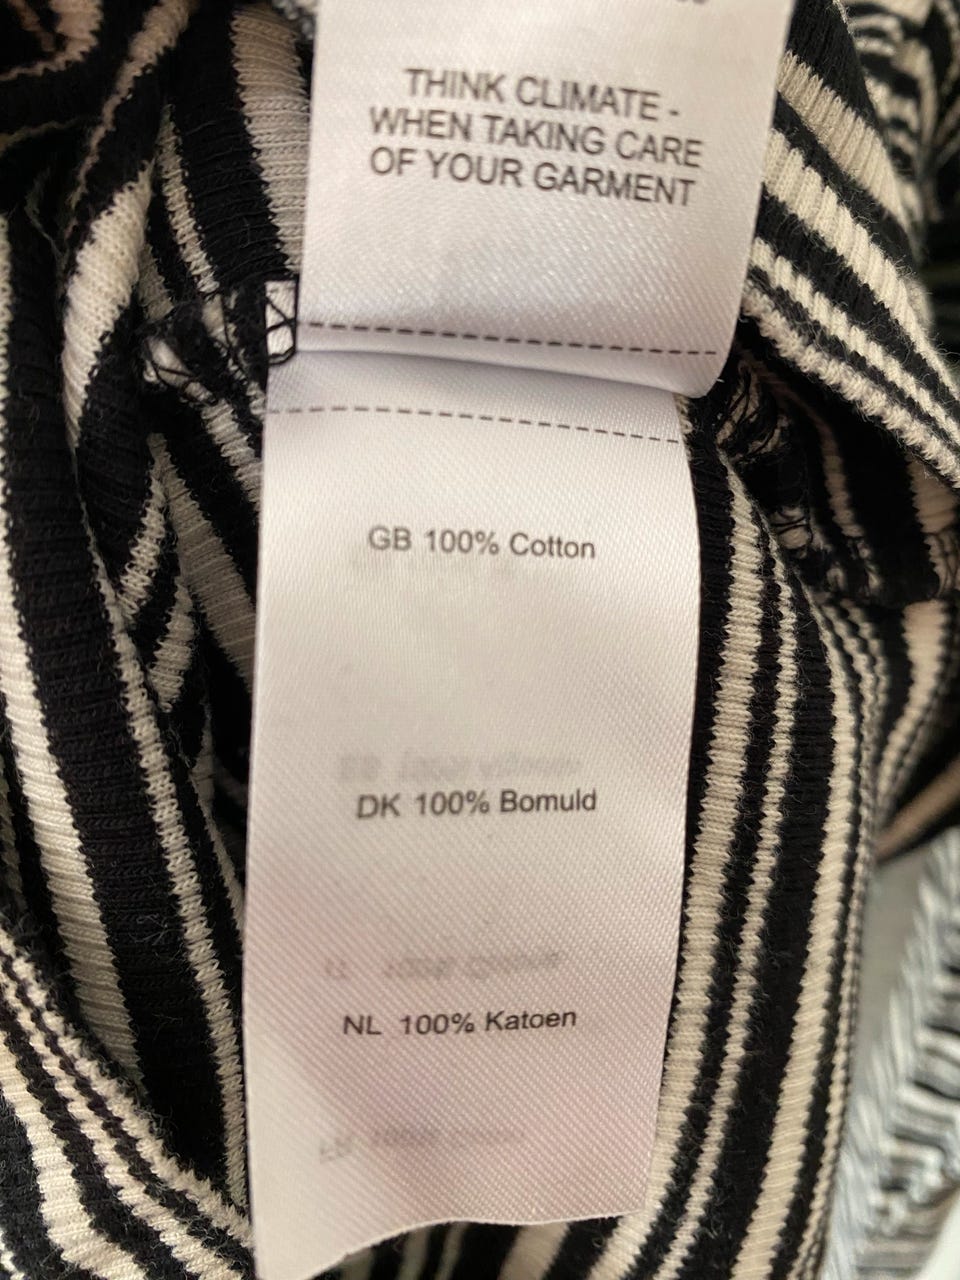 THINK CLIMATE -
WHEN TAKING CARE
OF YOUR GARMENT
GB 100% Cotton
DK 100% Bomuld
NL 100% Katoen